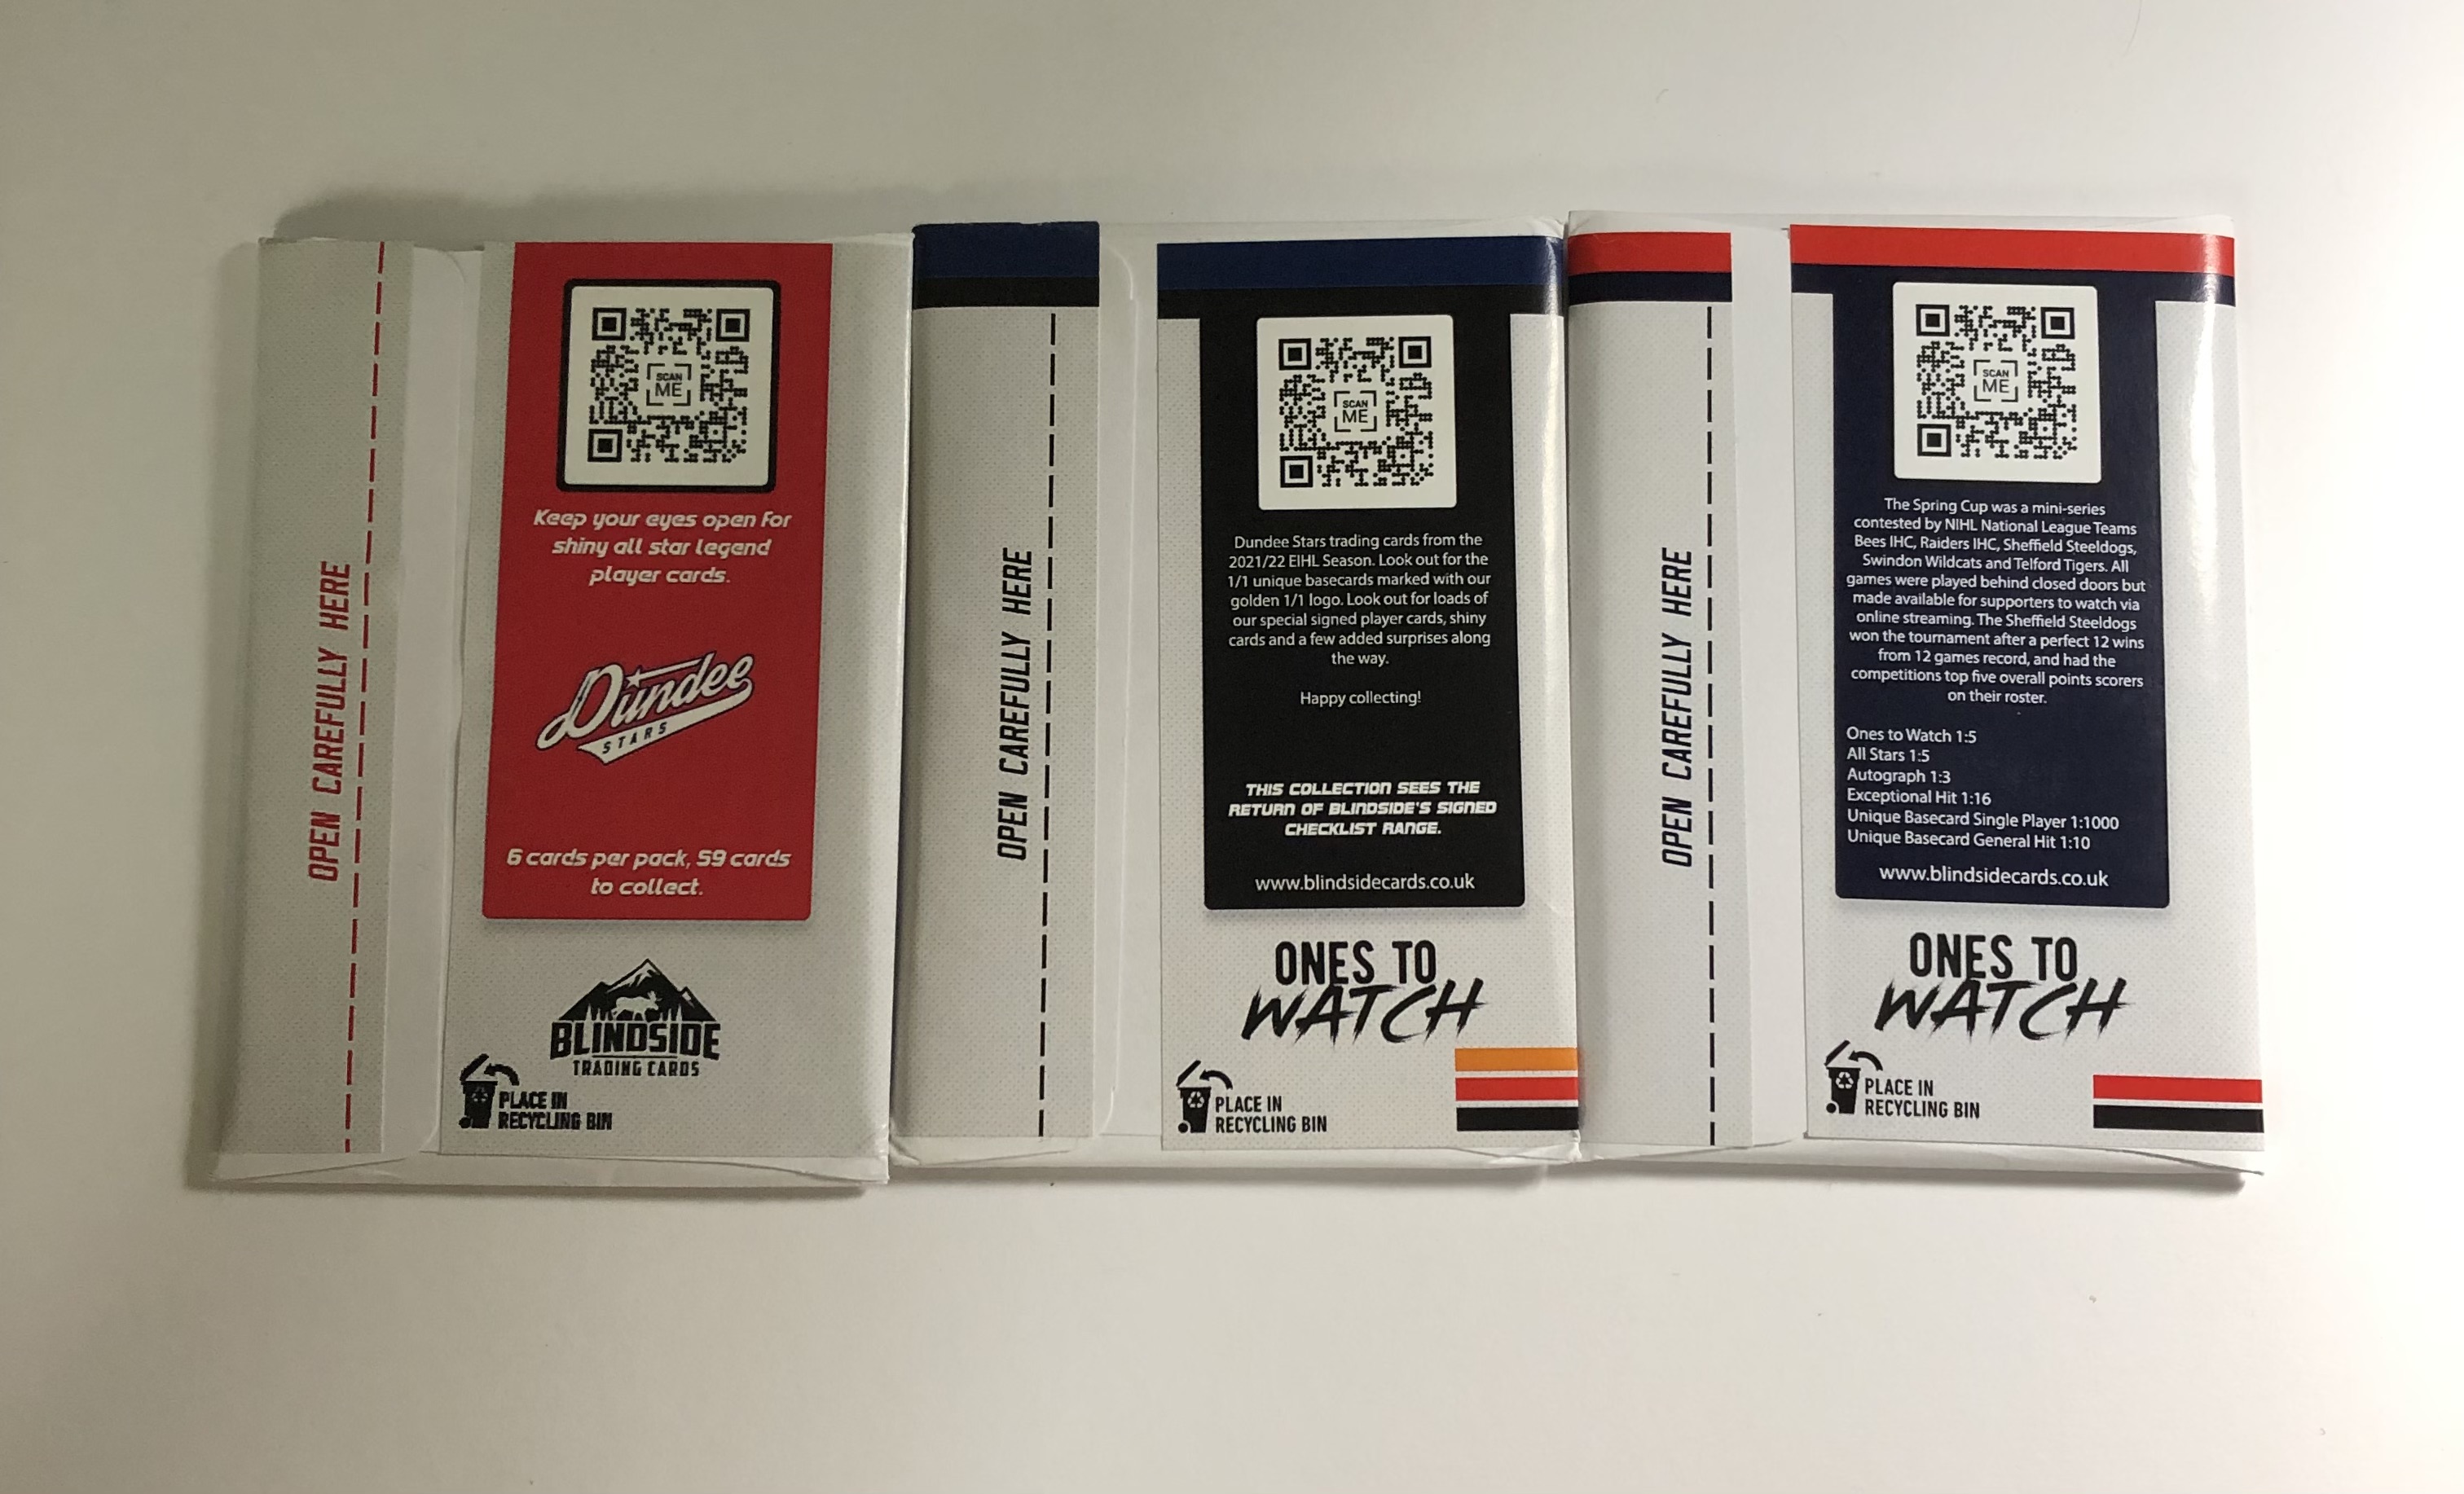 OPEN CAREFULLY HERE
SCAN
ME
Keep your eyes open for
shiny all star legend
player cards.
Dundee
STARS
6 cards per pack, 59 cards
to collect.
BLINDSIDE
TRADING CARDS
PLACE IN
RECYCLING BIN
OPEN CAREFULLY HERE
SCAN
ME
Dundee Stars trading cards from the
2021/22 EIHL Season. Look out for the
1/1 unique basecards marked with our
golden 1/1 logo. Look out for loads of
our special signed player cards, shiny
cards and a few added surprises along
the way.
Happy collecting!
THIS COLLECTION SEES THE
RETURN OF BLINDSIDE'S SIGNED
CHECKLIST RANGE.
www.blindsidecards.co.uk
ONES TO
WATCH
PLACE IN
RECYCLING BIN
OPEN CAREFULLY HERE
SCAN
ME
The Spring Cup was a mini-series
contested by NIHL National League Teams
Bees IHC, Raiders IHC, Sheffield Steeldogs,
Swindon Wildcats and Telford Tigers. All
games were played behind closed doors but
made available for supporters to watch via
online streaming. The Sheffield Steeldogs
won the tournament after a perfect 12 wins
from 12 games record, and had the
competitions top five overall points scorers
on their roster.
Ones to Watch 1:5
All Stars 1:5
Autograph 1:3
Exceptional Hit 1:16
Unique Basecard Single Player 1:1000
Unique Basecard General Hit 1:10
www.blindsidecards.co.uk
ONES TO
WATCH
PLACE IN
RECYCLING BIN